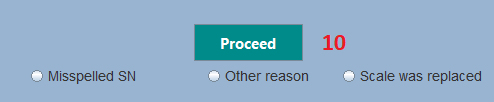 Proceed 10
Misspelled SN Other reason Scale was replaced